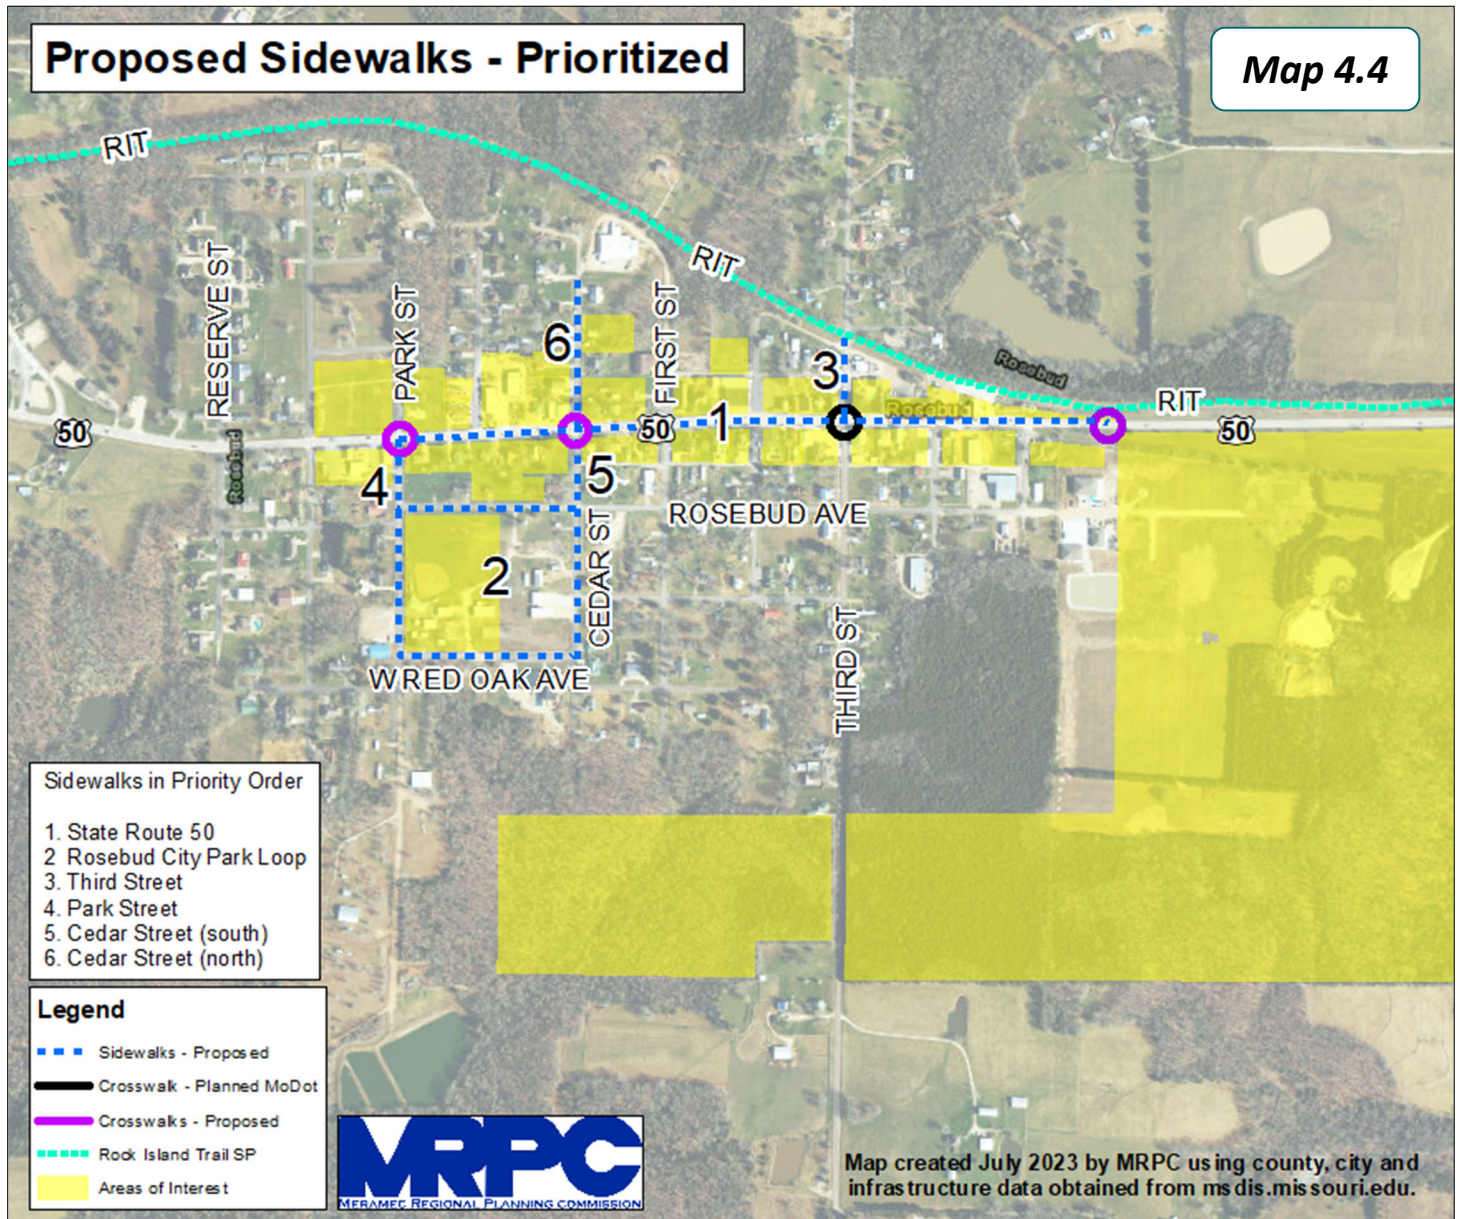 Proposed Sidewalks - Prioritized
Map 4.4
RIT
RIT
RESERVE ST
PARK ST
FIRST ST
6
3
Rosebud
RIT
50
Rosebud
1
50
Rosebud
50
4
5
ROSEBUD AVE
2
CEDAR ST
W RED OAK AVE
THIRD ST
Sidewalks in Priority Order
1. State Route 50
2 Rosebud City Park Loop
3. Third Street
4. Park Street
5. Cedar Street (south)
6. Cedar Street (north)
Legend
Sidewalks - Proposed
Crosswalk - Planned MoDot
Crosswalks - Proposed
Rock Island Trail SP
Areas of Interest
MRPC
MERAMEC REGIONAL PLANNING COMMISSION
Map created July 2023 by MRPC using county, city and
infrastructure data obtained from msdis.missouri.edu.